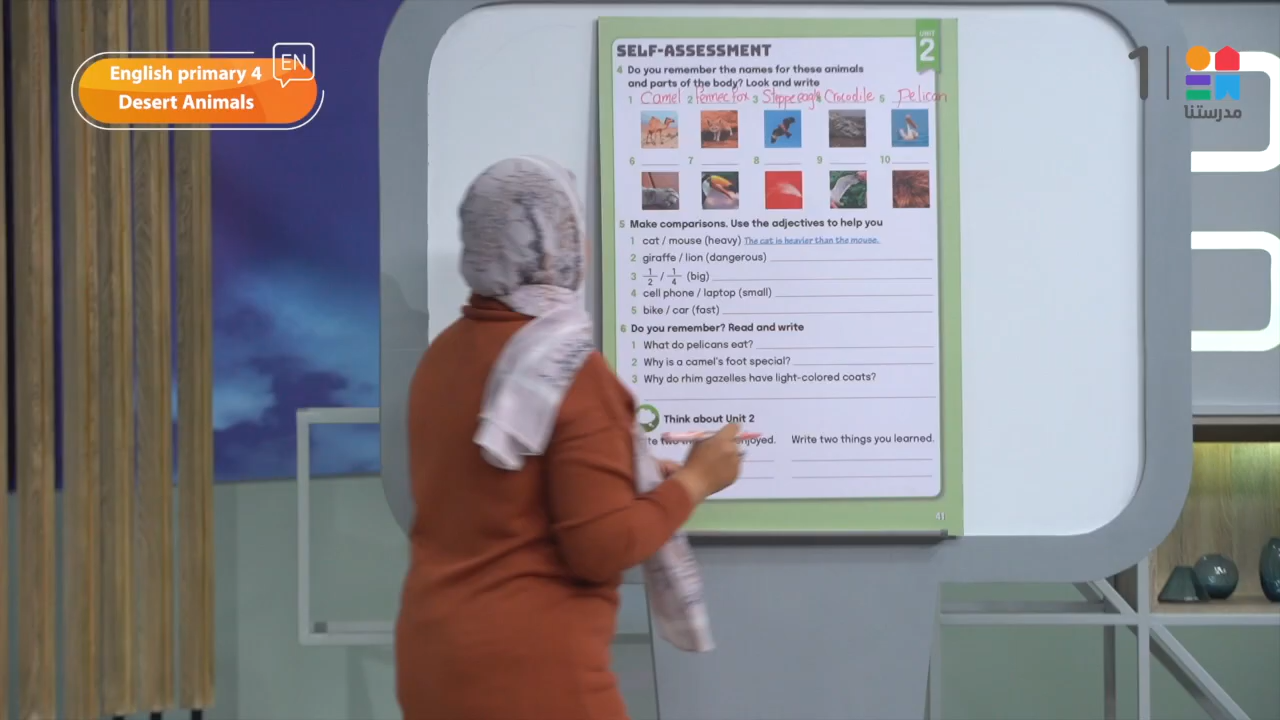 English primary 4
EN
Desert Animals
1
مدرستنا
UNIT
2
SELF-ASSESSMENT
4 Do you remember the names for these animals
and parts of the body? Look and write
1 Camel 2 Fennec fox 3 Steppe eagle 4 Crocodile 5 Pelican
6 7 8 9 10
5 Make comparisons. Use the adjectives to help you
1 cat / mouse (heavy) The cat is heavier than the mouse.
2 giraffe / lion (dangerous)
3 1/2 / 1/4 (big)
4 cell phone / laptop (small)
5 bike / car (fast)
6 Do you remember? Read and write
1 What do pelicans eat?
2 Why is a camel's foot special?
3 Why do rhim gazelles have light-colored coats?
Think about Unit 2
two enjoyed. Write two things you learned.
41